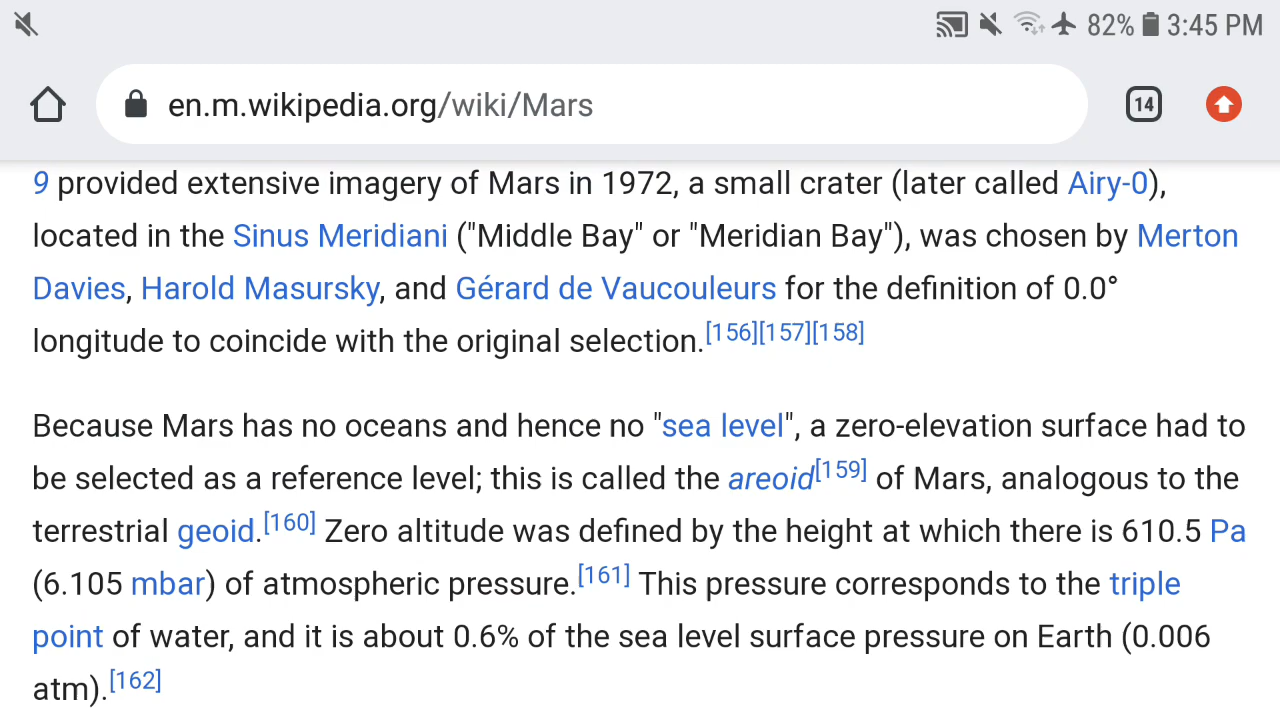 82% 3:45 PM
en.m.wikipedia.org/wiki/Mars 14
9 provided extensive imagery of Mars in 1972, a small crater (later called Airy-0),
located in the Sinus Meridiani ("Middle Bay" or "Meridian Bay"), was chosen by Merton
Davies, Harold Masursky, and Gérard de Vaucouleurs for the definition of 0.0°
longitude to coincide with the original selection.[156][157][158]
Because Mars has no oceans and hence no "sea level", a zero-elevation surface had to
be selected as a reference level; this is called the areoid[159] of Mars, analogous to the
terrestrial geoid.[160] Zero altitude was defined by the height at which there is 610.5 Pa
(6.105 mbar) of atmospheric pressure.[161] This pressure corresponds to the triple
point of water, and it is about 0.6% of the sea level surface pressure on Earth (0.006
atm).[162]